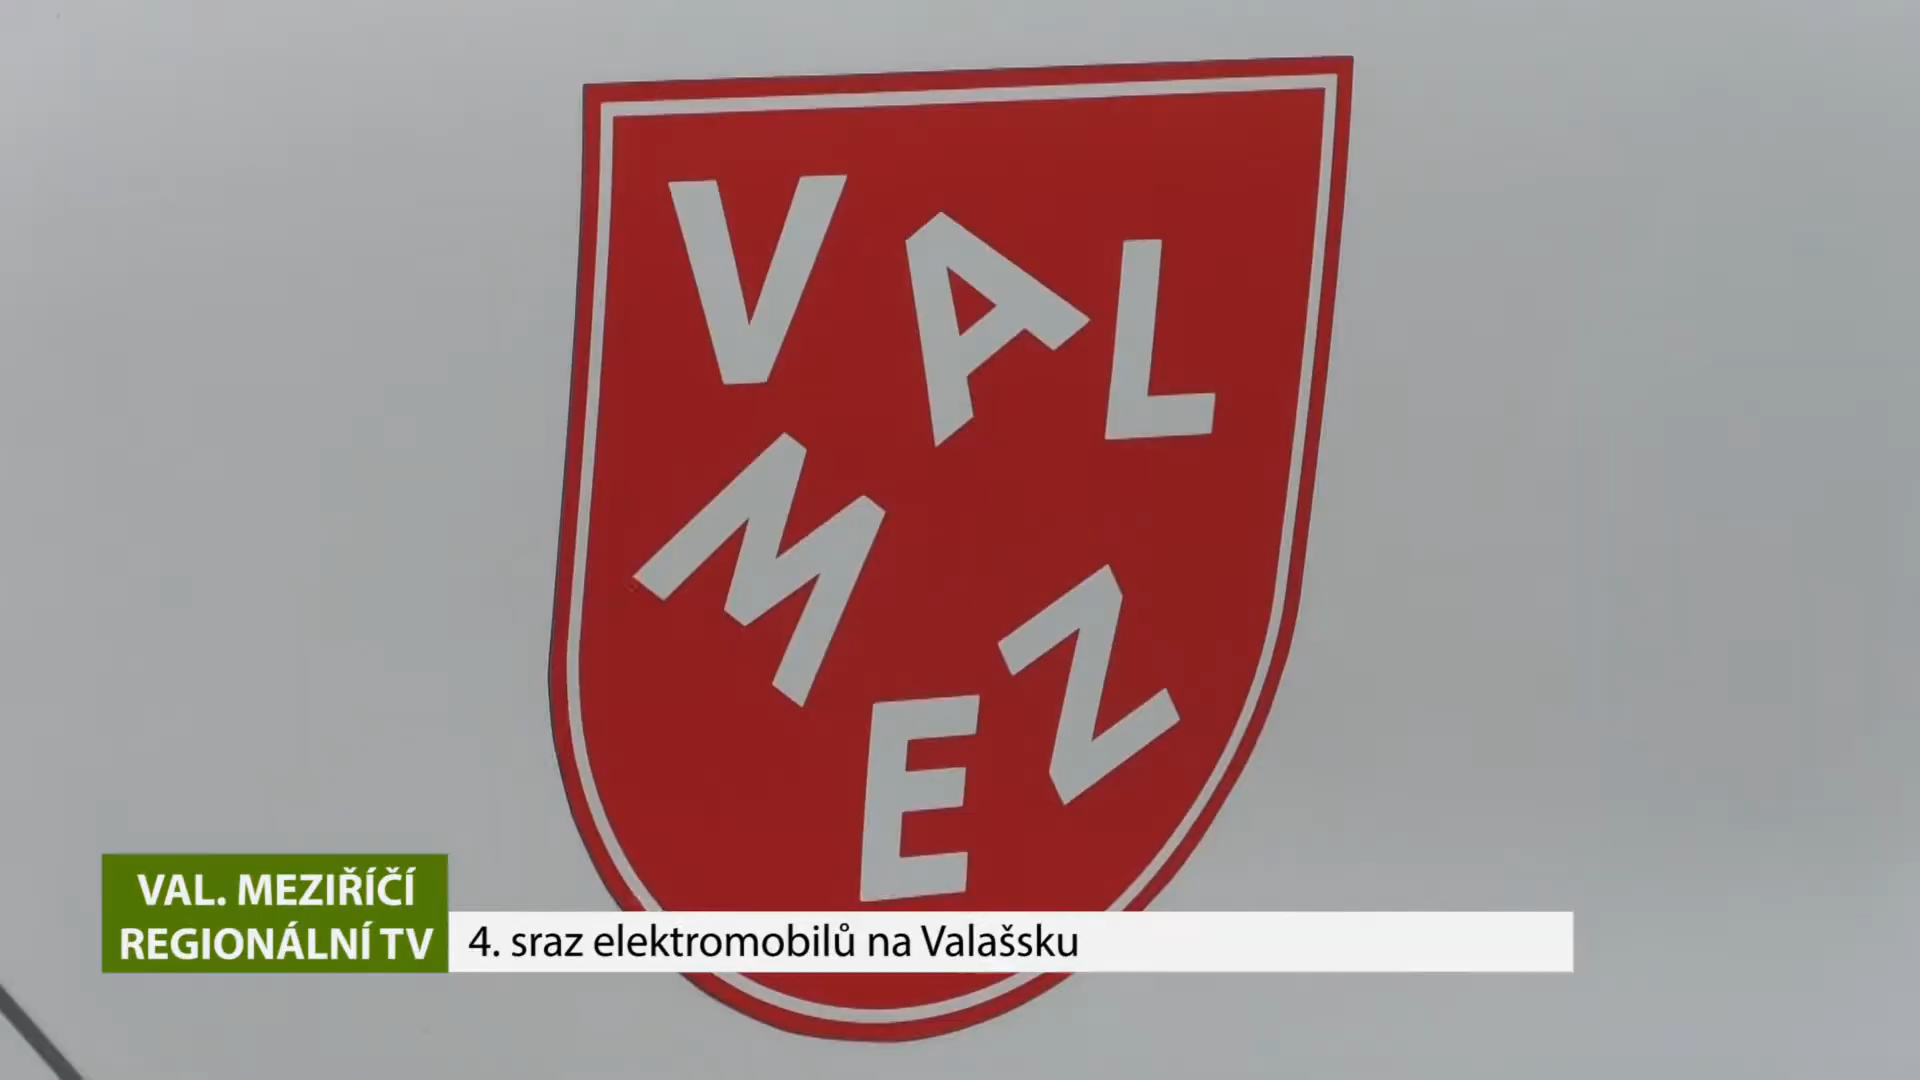 VAL
MEZ
VAL. MEZIŘÍČÍ
REGIONÁLNÍ TV
4. sraz elektromobilů na Valašsku